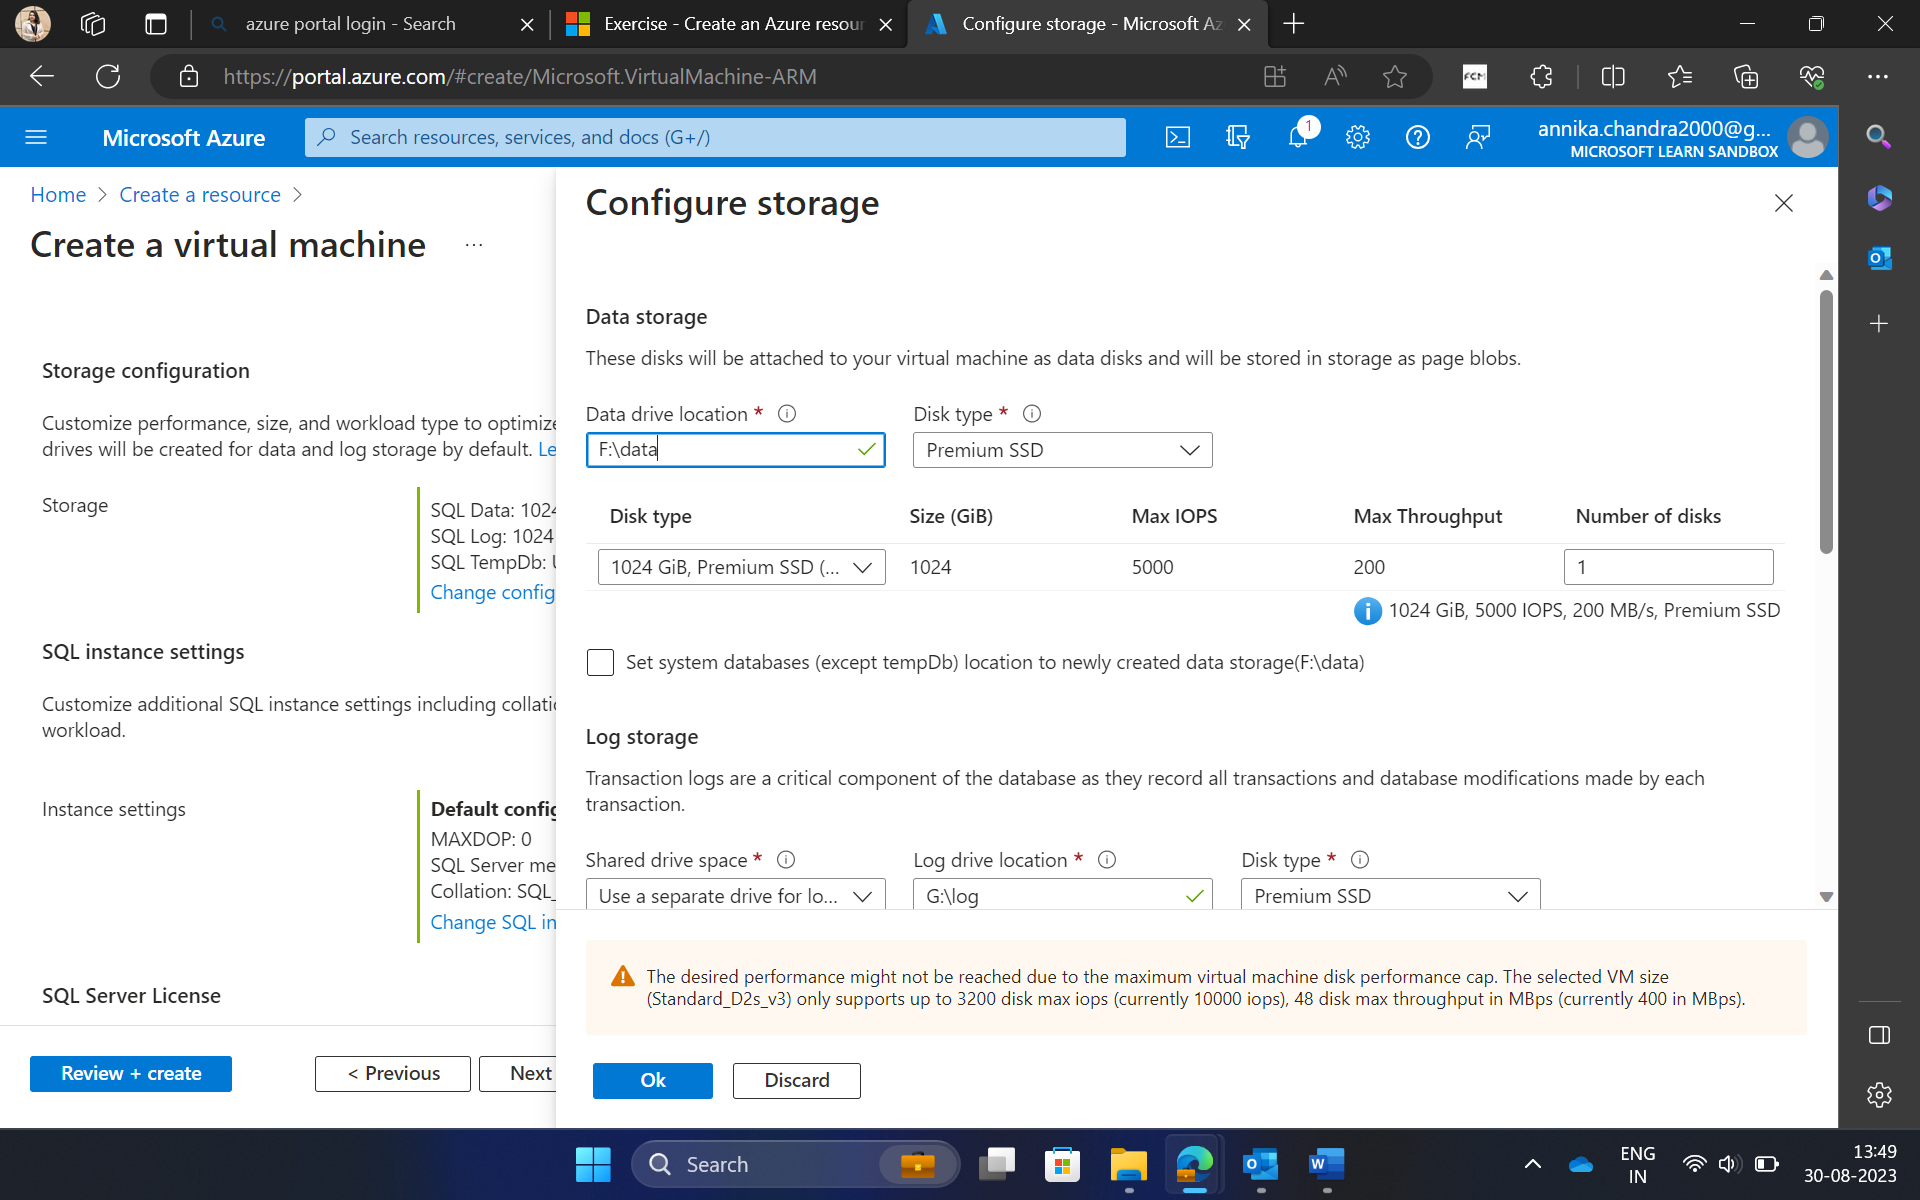 azure portal login - Search
Exercise - Create an Azure resour
Configure storage - Microsoft Az
https://portal.azure.com/#create/Microsoft.VirtualMachine-ARM
FCM
Microsoft Azure
Search resources, services, and docs (G+/)
1
annika.chandra2000@g...
MICROSOFT LEARN SANDBOX
Home > Create a resource >
Create a virtual machine ...
Storage configuration
Customize performance, size, and workload type to optimize
drives will be created for data and log storage by default. Le
Storage
SQL Data: 1024
SQL Log: 1024
SQL TempDb: U
Change config
SQL instance settings
Customize additional SQL instance settings including collatio
workload.
Instance settings
Default config
MAXDOP: 0
SQL Server me
Collation: SQL_
Change SQL in
SQL Server License
Review + create
< Previous
Next
Configure storage
Data storage
These disks will be attached to your virtual machine as data disks and will be stored in storage as page blobs.
Data drive location *
Disk type *
F:\data
Premium SSD
Disk type Size (GiB) Max IOPS Max Throughput Number of disks
1024 GiB, Premium SSD (... 1024 5000 200 1
1024 GiB, 5000 IOPS, 200 MB/s, Premium SSD
Set system databases (except tempDb) location to newly created data storage(F:\data)
Log storage
Transaction logs are a critical component of the database as they record all transactions and database modifications made by each
transaction.
Shared drive space * Log drive location * Disk type *
Use a separate drive for lo... G:\log Premium SSD
The desired performance might not be reached due to the maximum virtual machine disk performance cap. The selected VM size
(Standard_D2s_v3) only supports up to 3200 disk max iops (currently 10000 iops), 48 disk max throughput in MBps (currently 400 in MBps).
Ok
Discard
Search
ENG
IN
13:49
30-08-2023